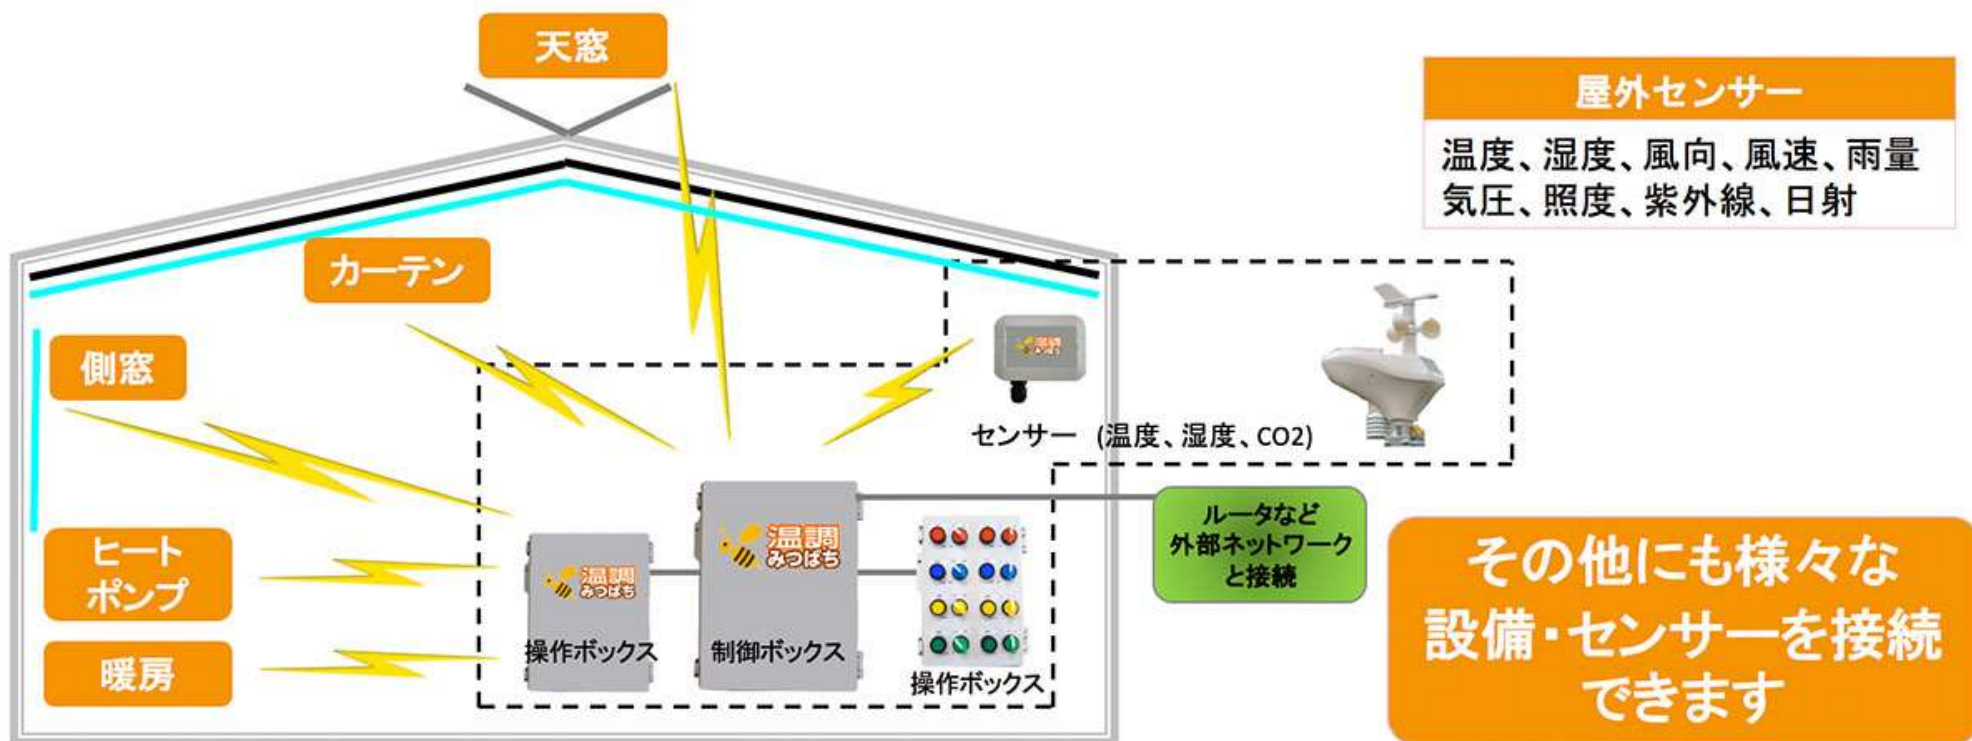 天窓
屋外センサー
温度、湿度、風向、風速、雨量
気圧、照度、紫外線、日射
カーテン
側窓
温調
みつばち
センサー (温度、湿度、CO2)
ヒート
ポンプ
暖房
温調
みつばち
操作ボックス
温調
みつばち
制御ボックス
操作ボックス
ルータなど
外部ネットワーク
と接続
その他にも様々な
設備・センサーを接続
できます